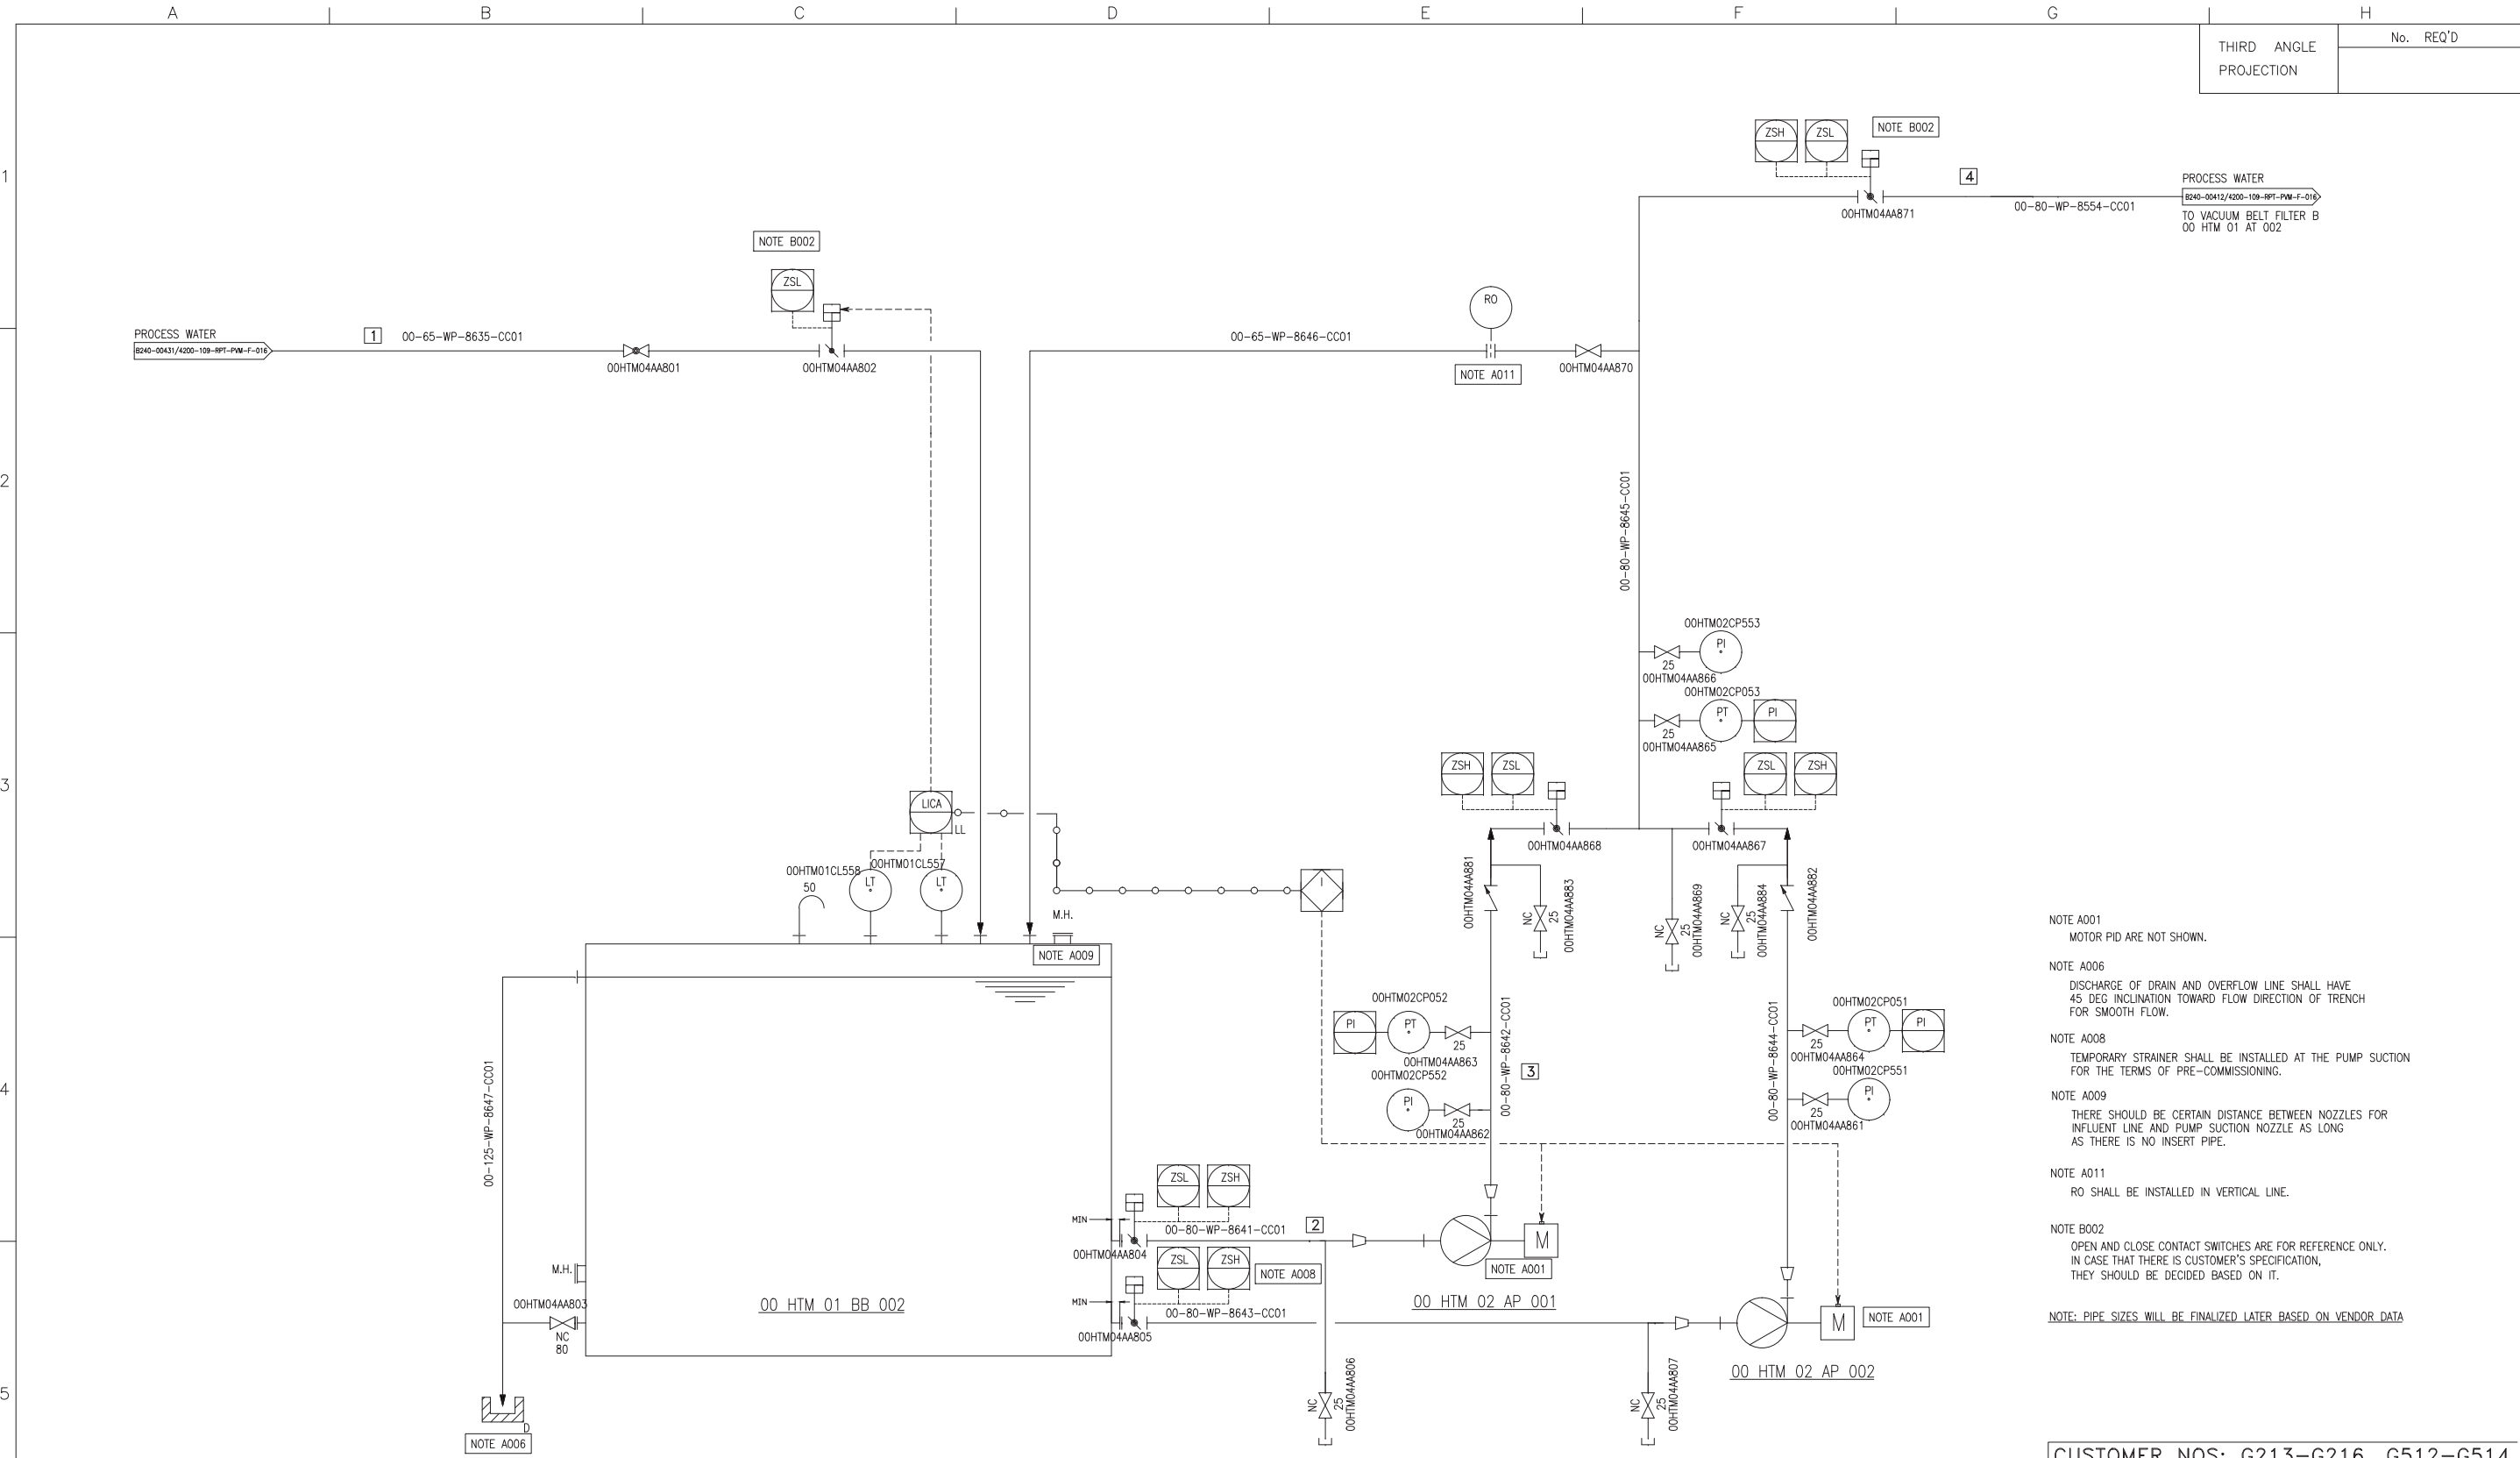 A B C D E F G H
THIRD ANGLE
PROJECTION
No. REQ'D
1
2
3
4
5
ZSH
ZSL
NOTE B002
4
00HTM04AA871
00-80-WP-8554-CC01
PROCESS WATER
B240-00412/4200-109-RPT-PVM-F-016
TO VACUUM BELT FILTER B
00 HTM 01 AT 002
NOTE B002
ZSL
PROCESS WATER
B240-00431/4200-109-RPT-PVM-F-016
1
00-65-WP-8635-CC01
00HTM04AA801
00HTM04AA802
00-65-WP-8646-CC01
RO
NOTE A011
00HTM04AA870
00-80-WP-8645-CC01
00HTM02CP553
PI
25
00HTM04AA866
00HTM02CP053
PT
PI
25
00HTM04AA865
ZSH
ZSL
ZSL
ZSH
00HTM04AA868
00HTM04AA867
LICA
LL
00HTM01CL558
50
LT
00HTM01CL557
LT
M.H.
NOTE A009
I
00HTM04AA881
NC
25
00HTM04AA883
NC
25
00HTM04AA869
NC
25
00HTM04AA884
00HTM04AA882
00HTM02CP052
PI
PT
25
00HTM04AA863
00HTM02CP552
PI
25
00HTM04AA862
00-80-WP-8642-CC01
3
00-80-WP-8644-CC01
00HTM02CP051
PT
PI
25
00HTM04AA864
00HTM02CP551
PI
25
00HTM04AA861
00-125-WP-8647-CC01
M.H.
00HTM04AA803
NC
80
D
NOTE A006
00 HTM 01 BB 002
ZSL
ZSH
MIN
00-80-WP-8641-CC01
2
00HTM04AA804
ZSL
ZSH
NOTE A008
MIN
00-80-WP-8643-CC01
00HTM04AA805
M
NOTE A001
00 HTM 02 AP 001
M
NOTE A001
00 HTM 02 AP 002
NC
25
00HTM04AA806
NC
25
00HTM04AA807
NOTE A001
MOTOR PID ARE NOT SHOWN.
NOTE A006
DISCHARGE OF DRAIN AND OVERFLOW LINE SHALL HAVE
45 DEG INCLINATION TOWARD FLOW DIRECTION OF TRENCH
FOR SMOOTH FLOW.
NOTE A008
TEMPORARY STRAINER SHALL BE INSTALLED AT THE PUMP SUCTION
FOR THE TERMS OF PRE-COMMISSIONING.
NOTE A009
THERE SHOULD BE CERTAIN DISTANCE BETWEEN NOZZLES FOR
INFLUENT LINE AND PUMP SUCTION NOZZLE AS LONG
AS THERE IS NO INSERT PIPE.
NOTE A011
RO SHALL BE INSTALLED IN VERTICAL LINE.
NOTE B002
OPEN AND CLOSE CONTACT SWITCHES ARE FOR REFERENCE ONLY.
IN CASE THAT THERE IS CUSTOMER'S SPECIFICATION,
THEY SHOULD BE DECIDED BASED ON IT.
NOTE: PIPE SIZES WILL BE FINALIZED LATER BASED ON VENDOR DATA
CUSTOMER NOS: G213-G216, G512-G514